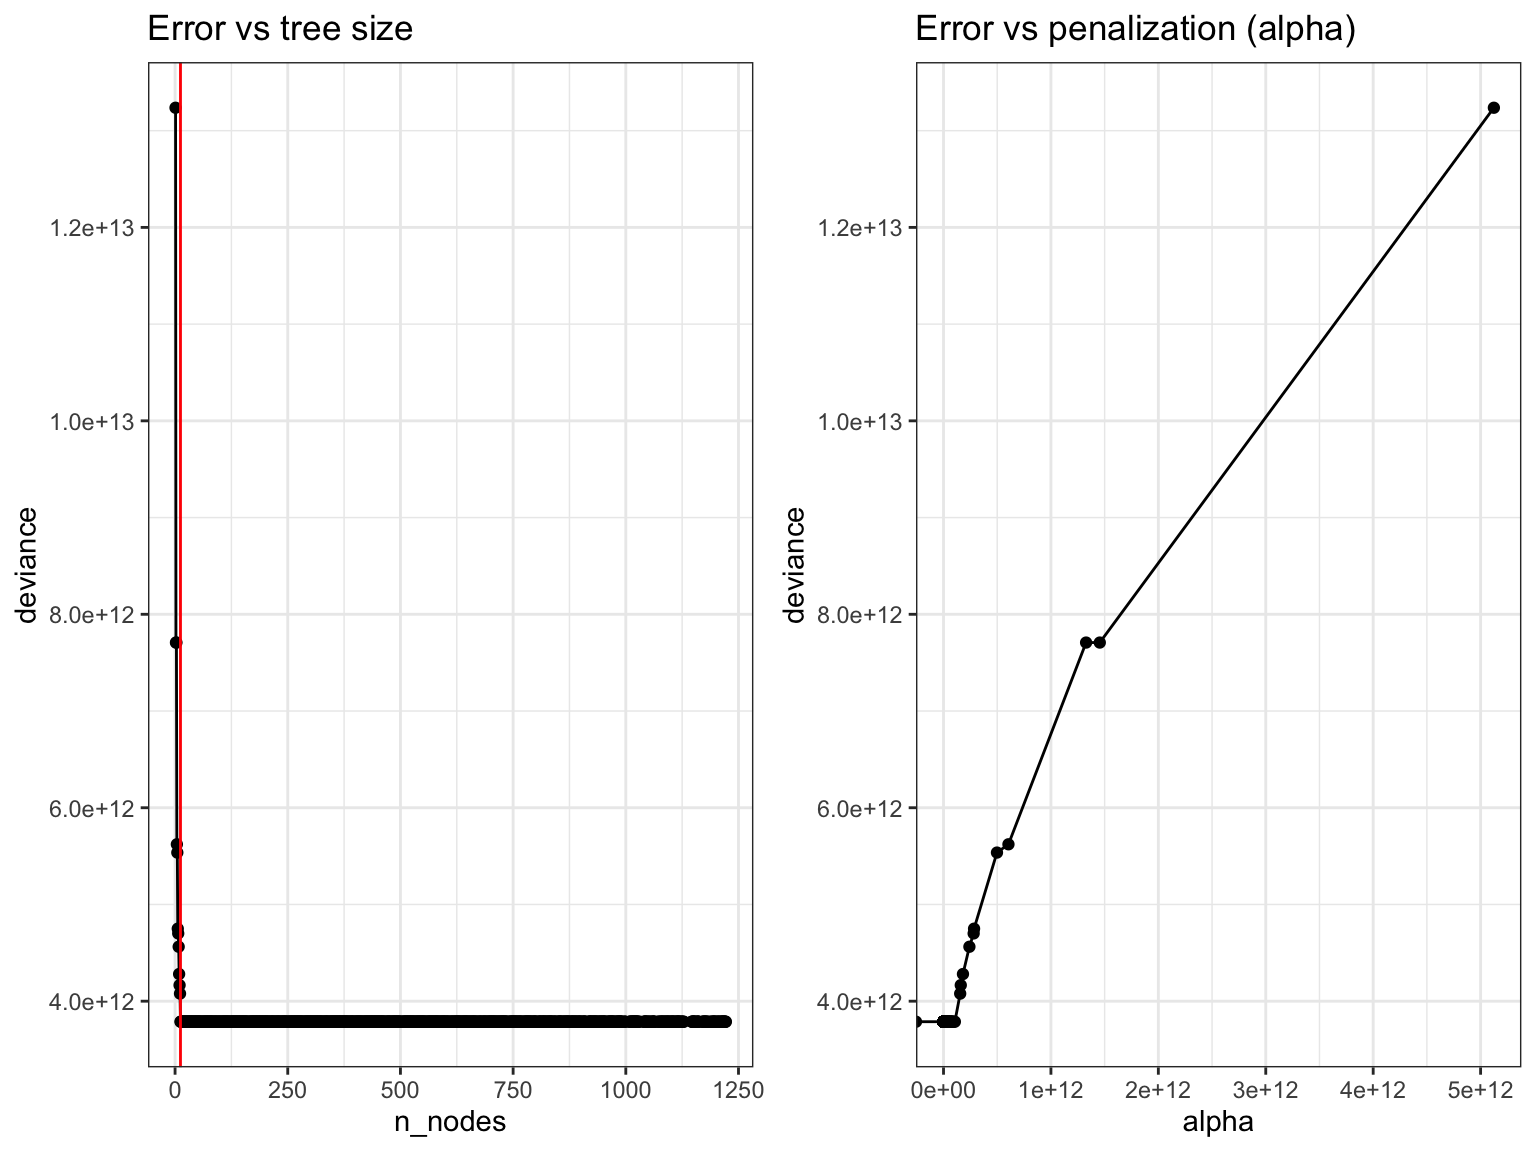 Error vs tree size
deviance
1.2e+13
1.0e+13
8.0e+12
6.0e+12
4.0e+12
0 250 500 750 1000 1250
n_nodes
Error vs penalization (alpha)
deviance
1.2e+13
1.0e+13
8.0e+12
6.0e+12
4.0e+12
0e+00 1e+12 2e+12 3e+12 4e+12 5e+12
alpha